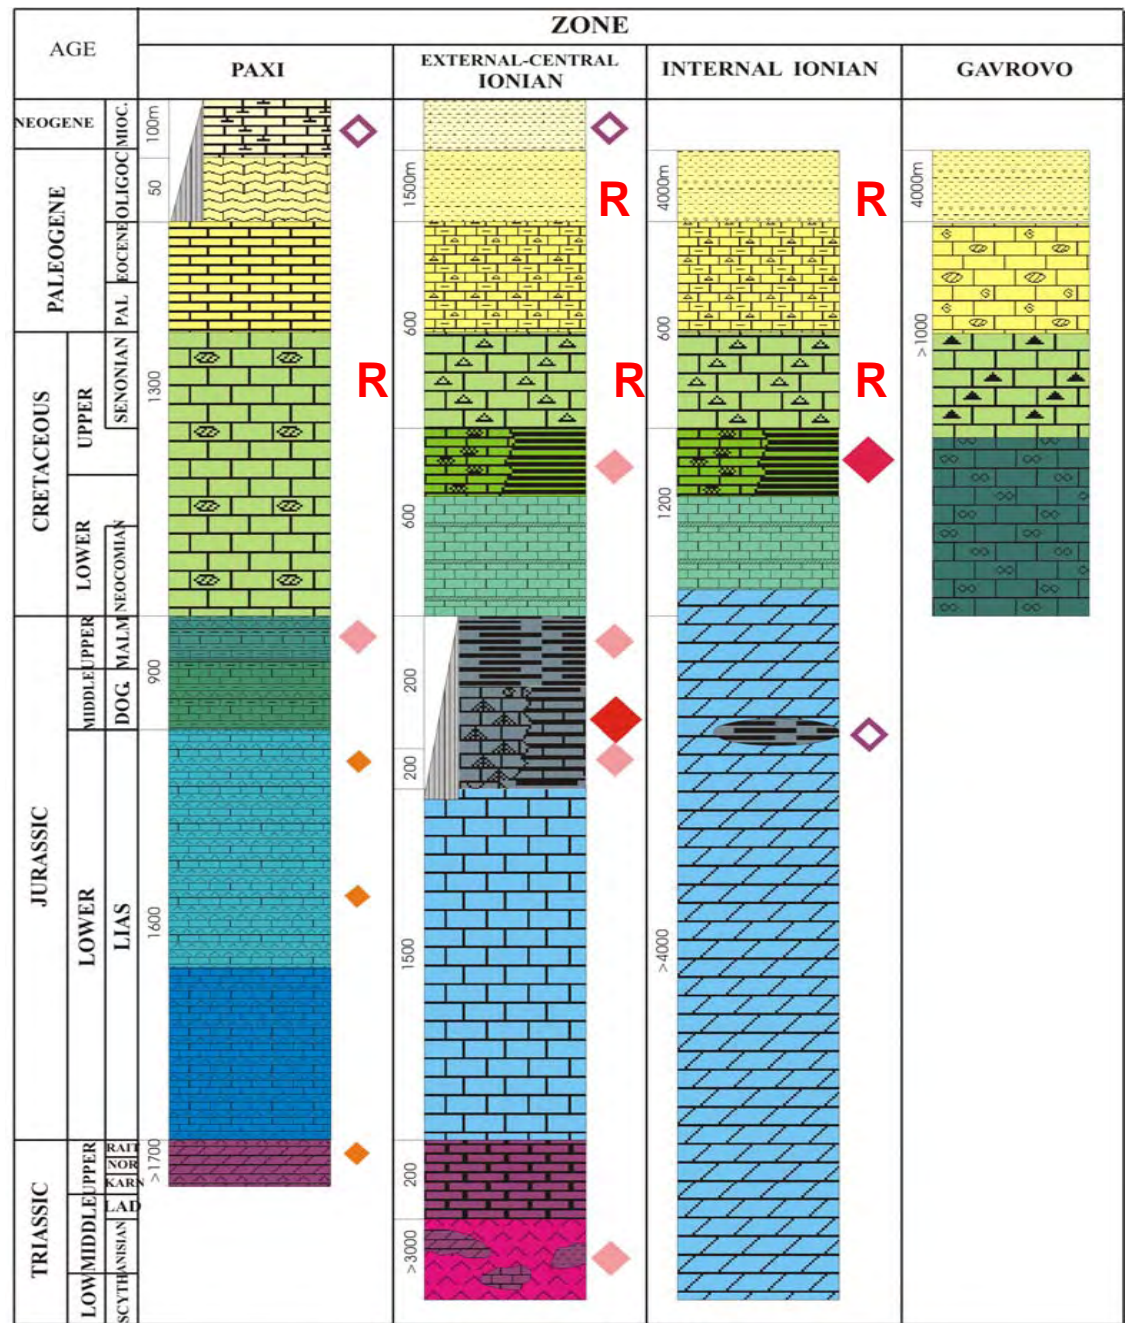 ZONE
AGE
PAXI
EXTERNAL-CENTRAL
IONIAN
INTERNAL IONIAN
GAVROVO
NEOGENE
MIOC.
100m
PALEOGENE
OLIGOC
50
1500m
R
4000m
R
4000m
EOCENE
PAL
600
600
>1000
CRETACEOUS
UPPER
SENONIAN
1300
R
R
R
LOWER
NEOCOMIAN
600
1200
JURASSIC
UPPER
MALM
MIDDLE
DOG.
900
200
200
LOWER
LIAS
1600
1500
>4000
TRIASSIC
UPPER
RAIT
NOR
KARN
>1700
200
MIDDLE
LAD
ANISIAN
>3000
LOW
SCYTH